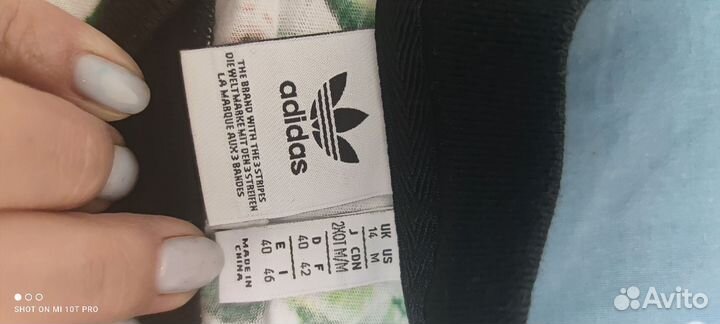 adidas
THE BRAND WITH THE 3 STRIPES
DIE WELTMARKE MIT DEN 3 STREIFEN
LA MARQUE AUX 3 BANDES
UK US
14 M
J CDN
2XOT M/M
D F
40 42
E I
40 46
MADE IN
CHINA
SHOT ON MI 10T PRO
Avito